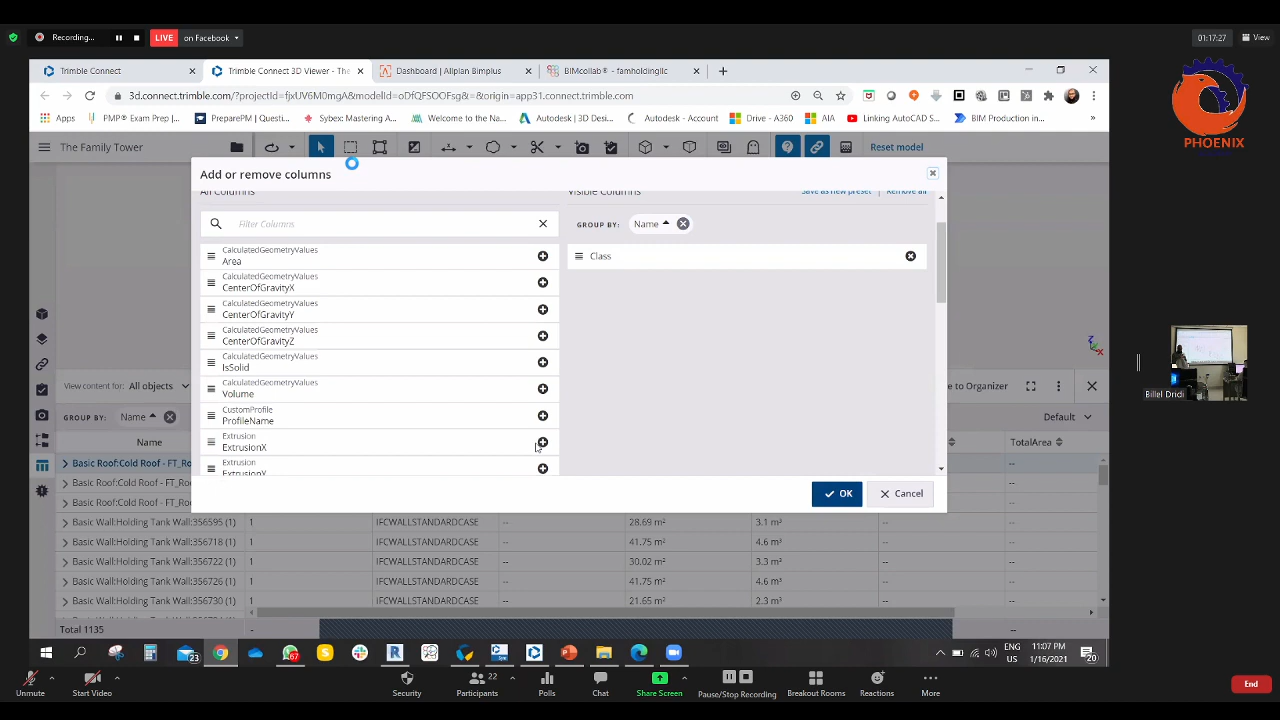 Recording...
LIVE
on Facebook
01:17:27
View
Trimble Connect
Trimble Connect 3D Viewer - The
Dashboard | Allplan Bimplus
BIMcollab® - famholdingllc
3d.connect.trimble.com/?projectId=fjxUV6M0mgA&modelId=oDfQFSOOFsg&=&origin=app31.connect.trimble.com
Apps
PMP® Exam Prep |...
PreparePM | Questi...
Sybex: Mastering A...
Welcome to the Na...
Autodesk | 3D Des...
Autodesk - Account
Drive - A360
AIA
Linking AutoCAD S...
BIM Production in...
»
The Family Tower
Reset model
PHOENIX
Add or remove columns
All Columns
Visible Columns
Save as new preset
Remove all
Filter Columns
GROUP BY:
Name
CalculatedGeometryValues
Area
Class
CalculatedGeometryValues
CenterOfGravityX
CalculatedGeometryValues
CenterOfGravityY
CalculatedGeometryValues
CenterOfGravityZ
CalculatedGeometryValues
IsSolid
CalculatedGeometryValues
Volume
CustomProfile
ProfileName
Extrusion
ExtrusionX
Extrusion
ExtrusionY
OK
Cancel
View content for:
All objects
e to Organizer
GROUP BY:
Name
Default
Name
TotalArea
Basic Roof:Cold Roof - FT_Ro
--
Basic Roof:Cold Roof - FT_Ro
--
Basic Roof:Cold Roof - FT_Roo
--
Basic Wall:Holding Tank Wall:356595 (1) 1 IFCWALLSTANDARDCASE -- 28.69 m² 3.1 m³ -- --
Basic Wall:Holding Tank Wall:356718 (1) 1 IFCWALLSTANDARDCASE -- 41.75 m² 4.6 m³ -- --
Basic Wall:Holding Tank Wall:356722 (1) 1 IFCWALLSTANDARDCASE -- 30.02 m² 3.3 m³ -- --
Basic Wall:Holding Tank Wall:356726 (1) 1 IFCWALLSTANDARDCASE -- 41.75 m² 4.6 m³ -- --
Basic Wall:Holding Tank Wall:356730 (1) 1 IFCWALLSTANDARDCASE -- 21.65 m² 2.3 m³ -- --
Total 1135
-
--
Billel Dridi
23
67
ENG
US
11:07 PM
1/16/2021
20
Unmute
Start Video
Security
Participants
22
Polls
Chat
Share Screen
Pause/Stop Recording
Breakout Rooms
Reactions
More
End